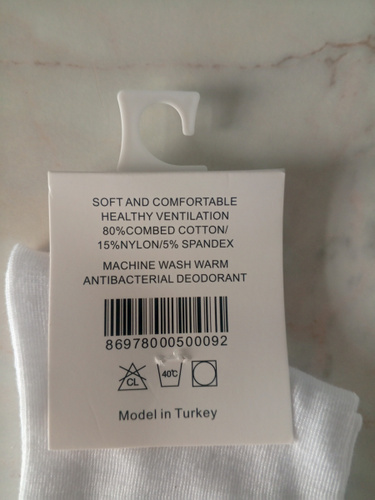 SOFT AND COMFORTABLE
HEALTHY VENTILATION
80%COMBED COTTON/
15%NYLON/5% SPANDEX
MACHINE WASH WARM
ANTIBACTERIAL DEODORANT
86978000500092
CL 40℃
Model in Turkey